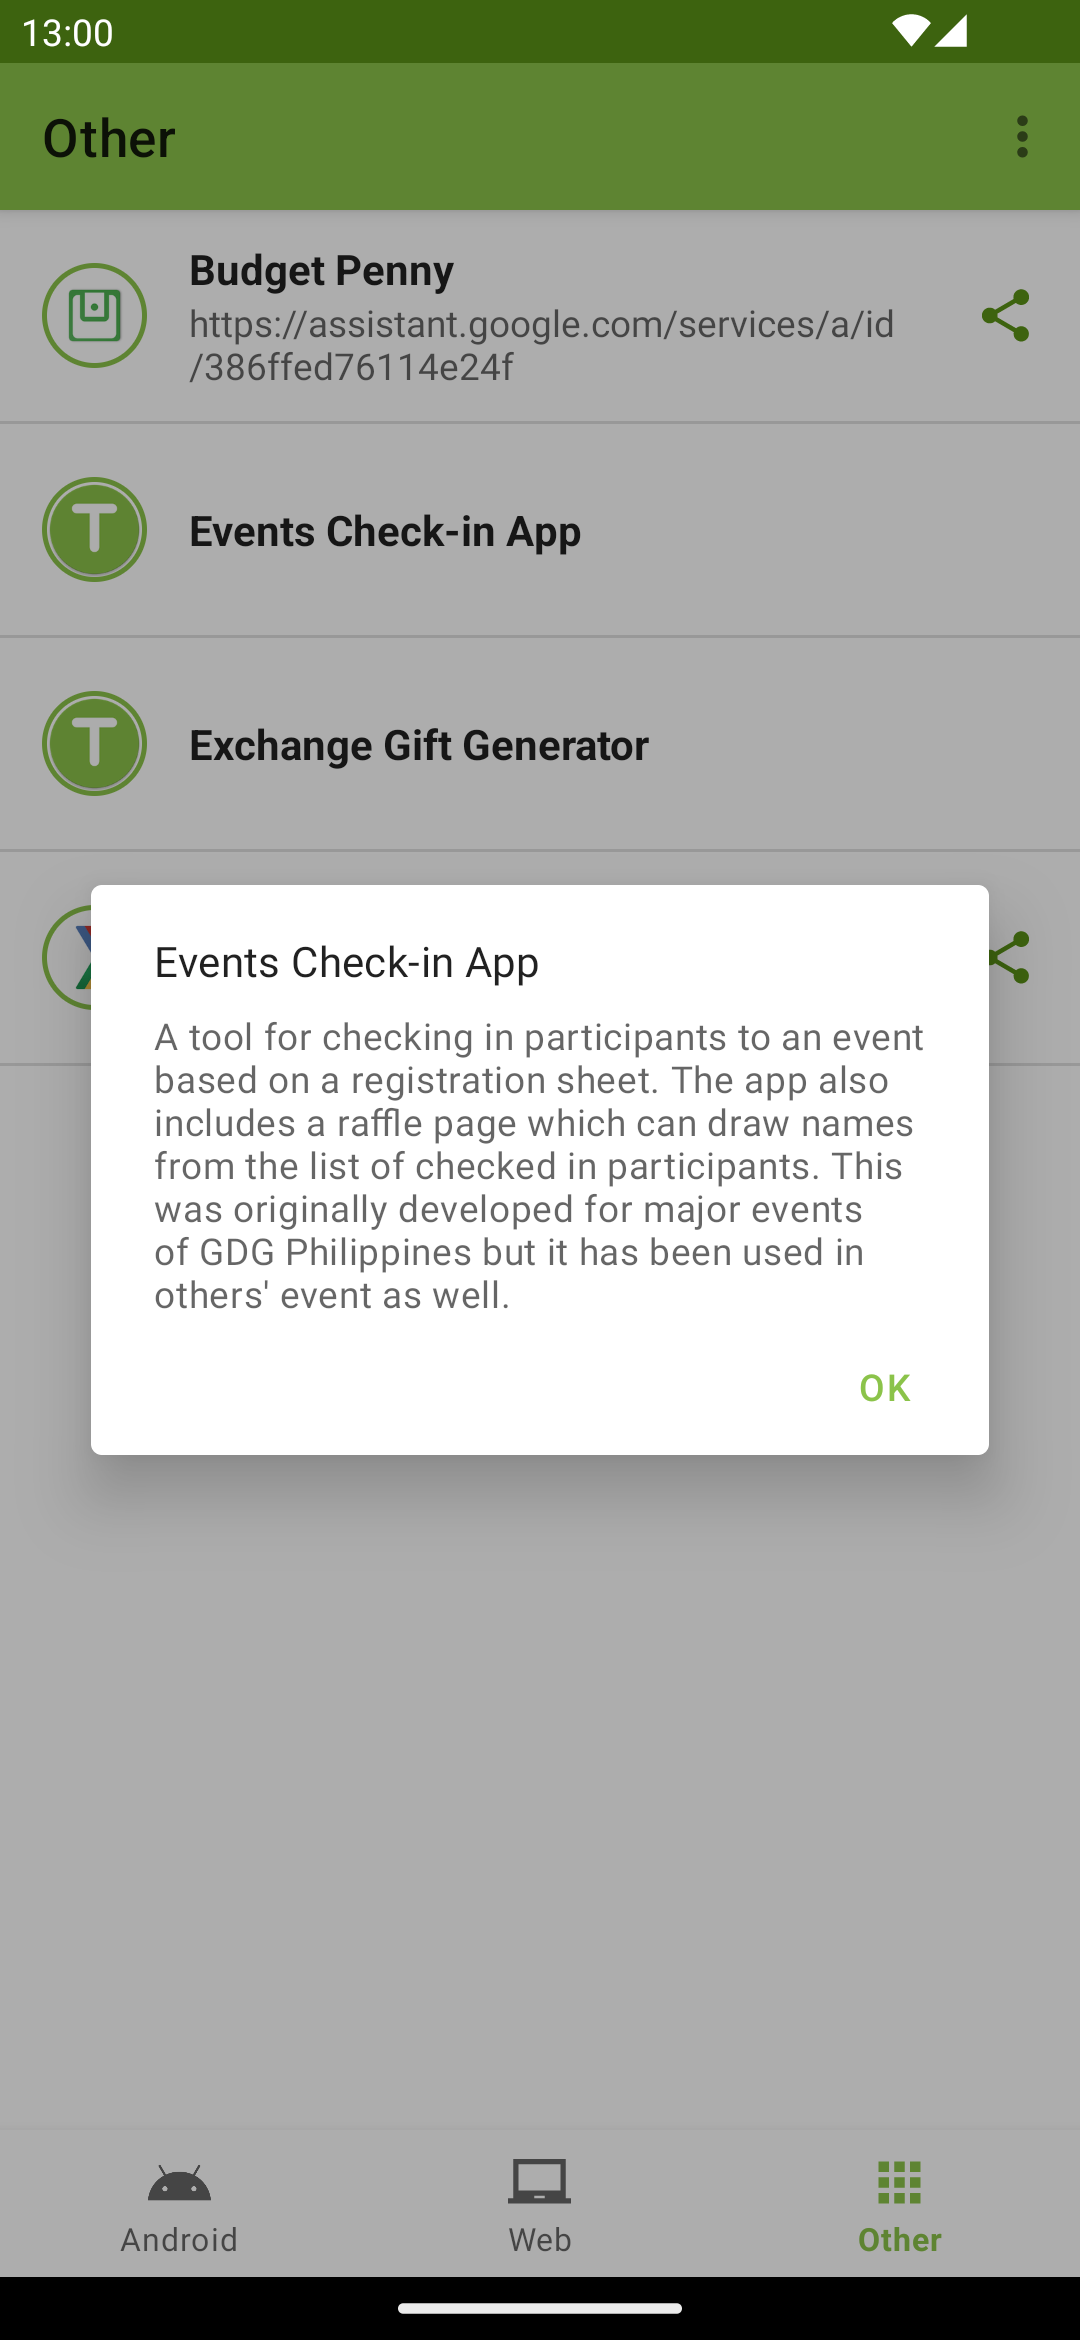 13:00
Other
Budget Penny
https://assistant.google.com/services/a/id
/386ffed76114e24f
T
Events Check-in App
T
Exchange Gift Generator
Events Check-in App
A tool for checking in participants to an event
based on a registration sheet. The app also
includes a raffle page which can draw names
from the list of checked in participants. This
was originally developed for major events
of GDG Philippines but it has been used in
others' event as well.
OK
Android
Web
Other